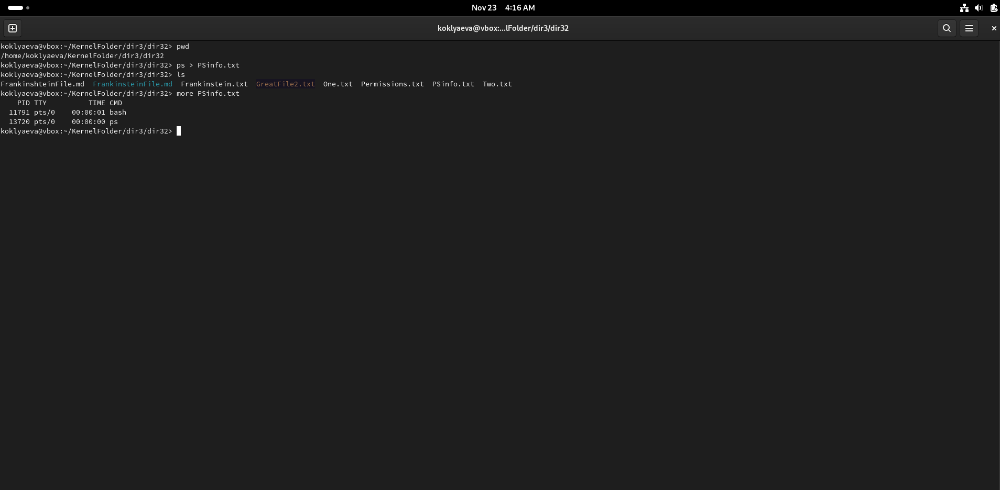 Nov 23 4:16 AM
koklyaeva@vbox:...lFolder/dir3/dir32
koklyaeva@vbox:~/KernelFolder/dir3/dir32> pwd
/home/koklyaeva/KernelFolder/dir3/dir32
koklyaeva@vbox:~/KernelFolder/dir3/dir32> ps > PSinfo.txt
koklyaeva@vbox:~/KernelFolder/dir3/dir32> ls
FrankinshteinFile.md  FrankinsteinFile.md  Frankinstein.txt  GreatFile2.txt  One.txt  Permissions.txt  PSinfo.txt  Two.txt
koklyaeva@vbox:~/KernelFolder/dir3/dir32> more PSinfo.txt
    PID TTY          TIME CMD
  11791 pts/0    00:00:01 bash
  13720 pts/0    00:00:00 ps
koklyaeva@vbox:~/KernelFolder/dir3/dir32>